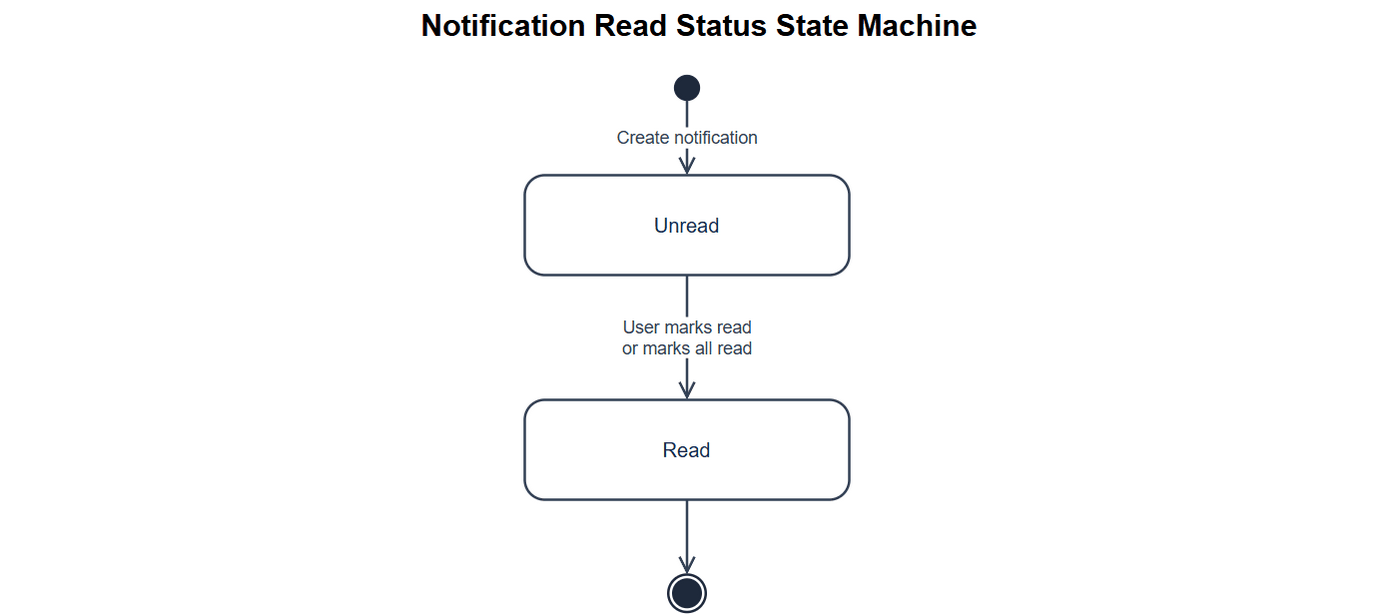 Notification Read Status State Machine
Create notification
Unread
User marks read
or marks all read
Read